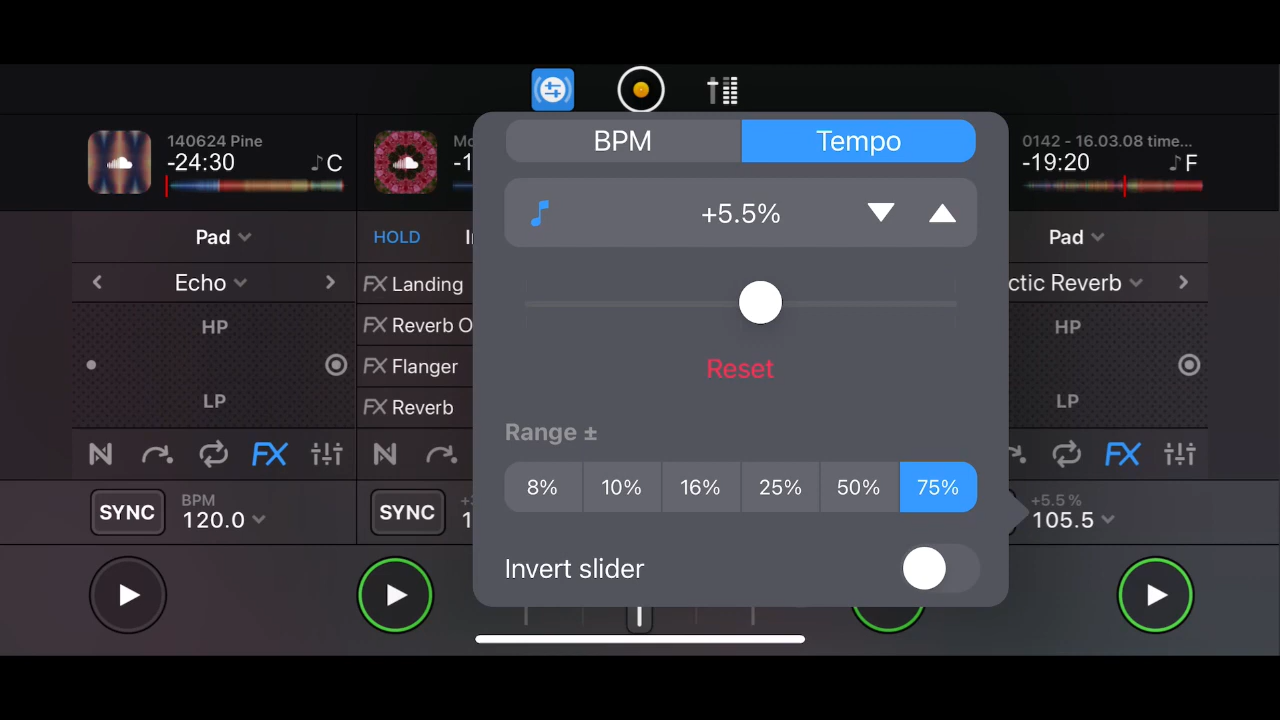 BPM
Tempo
140624 Pine
-24:30
C
Mo
-1
0142 - 16.03.08 time...
-19:20
F
+5.5%
Pad
HOLD
Pad
Echo
FX Landing
ctic Reverb
HP
FX Reverb O
HP
FX Flanger
Reset
LP
FX Reverb
LP
Range ±
FX
FX
8%
10%
16%
25%
50%
75%
SYNC
BPM
120.0
SYNC
+5.5%
105.5
Invert slider